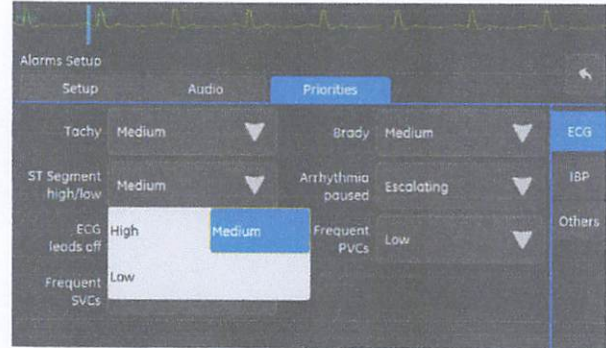 Alarms Setup
Setup Audio Priorities
Tachy Medium Brady Medium ECG
ST Segment high/low Medium Arrhythmia paused Escalating IBP
ECG leads off High Medium Frequent PVCs Low Others
Low
Frequent SVCs